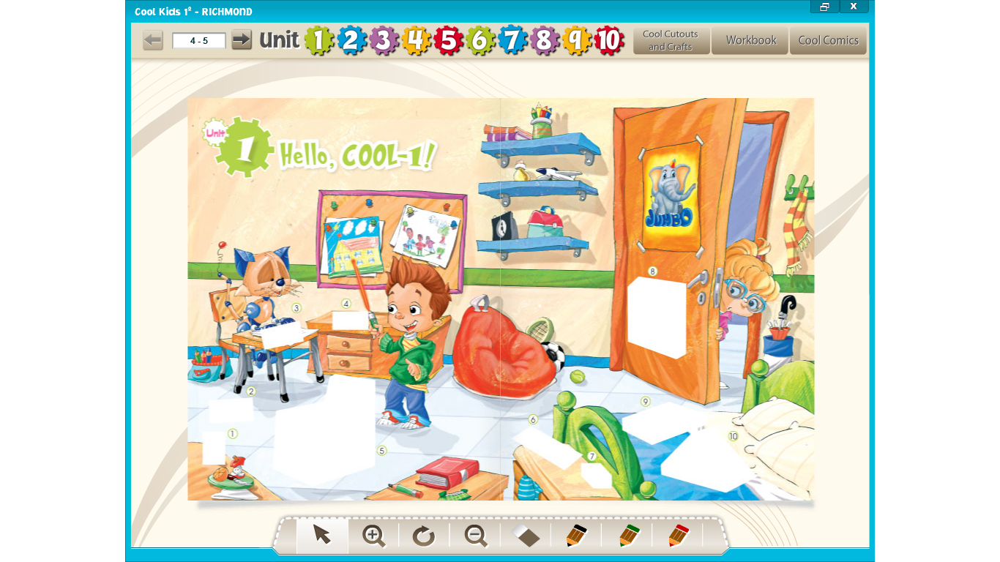 Cool Kids 1º - RICHMOND
X
4 - 5
Unit 1 2 3 4 5 6 7 8 9 10
Cool Cutouts
and Crafts
Workbook
Cool Comics
Unit
1
Hello, COOL-1!
JUMBO
8
3
4
2
9
6
10
1
5
7